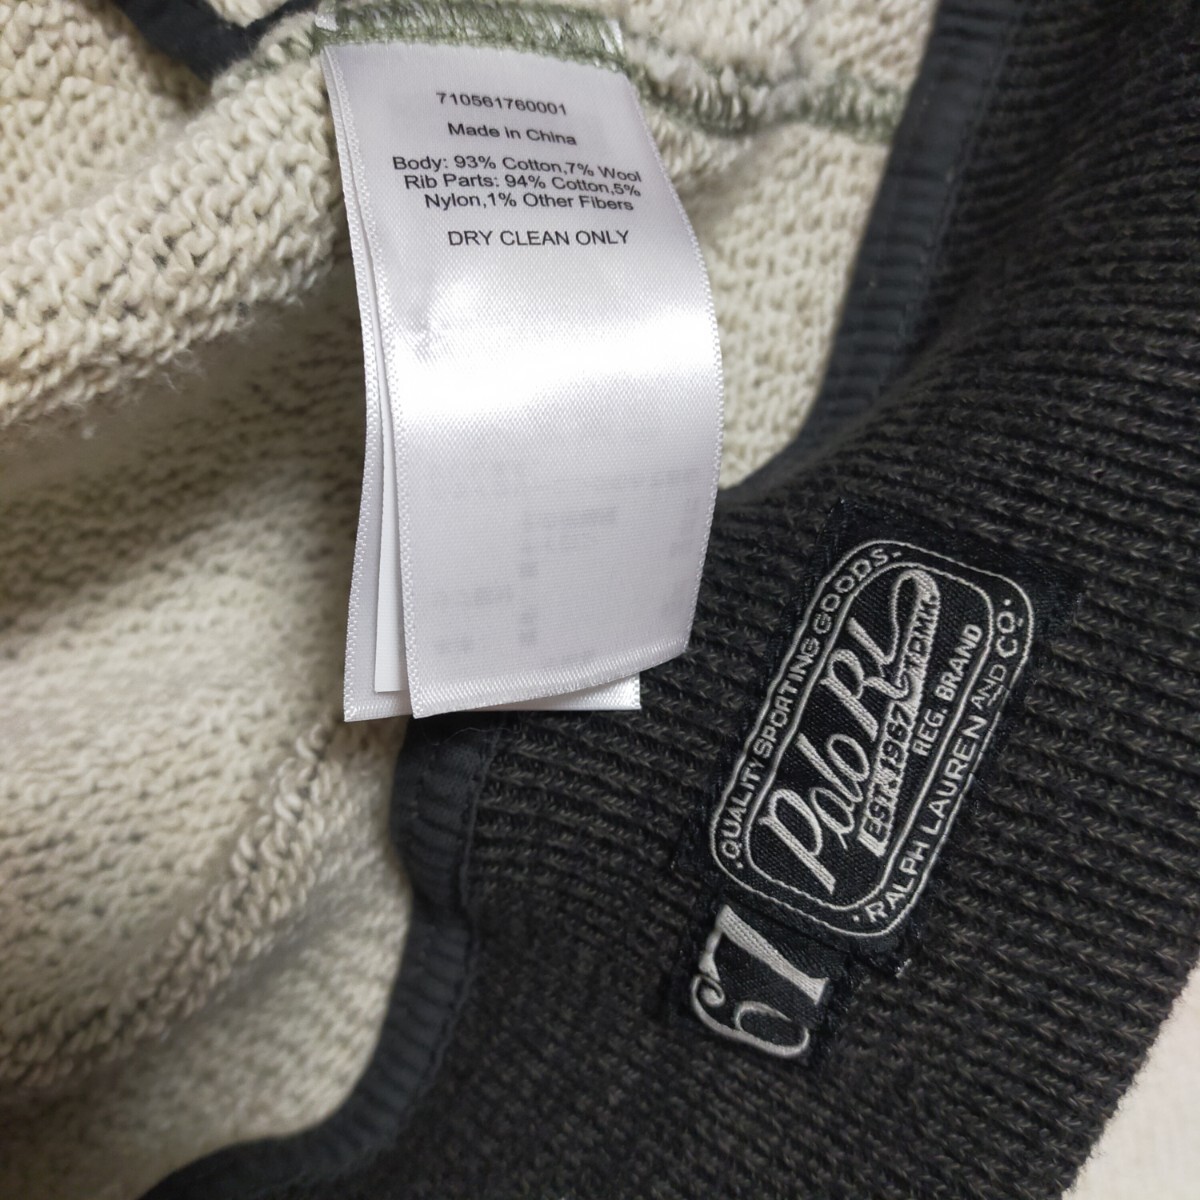 710561760001
Made in China
Body: 93% Cotton,7% Wool
Rib Parts: 94% Cotton,5%
Nylon,1% Other Fibers
DRY CLEAN ONLY
·QUALITY SPORTING GOODS·
Polo RL
EST. 1967
REG. BRAND
·RALPH LAUREN AND CO·
67